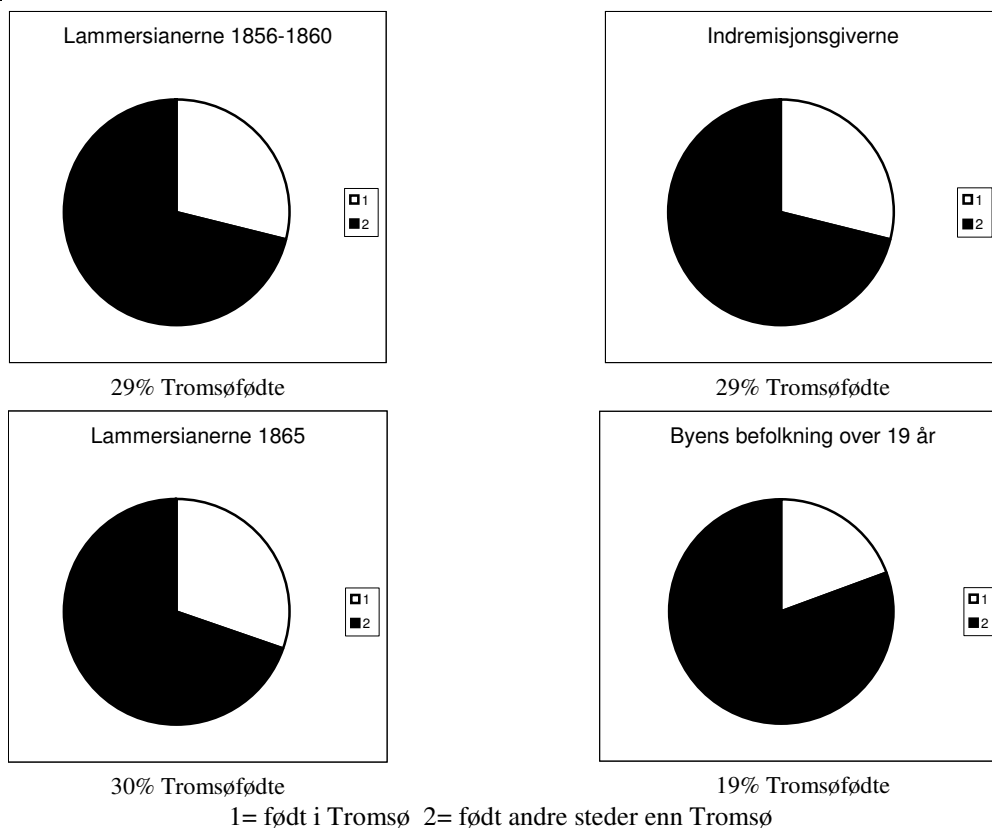 Lammersianerne 1856-1860
1
2
29% Tromsøfødte
Indremisjonsgiverne
1
2
29% Tromsøfødte
Lammersianerne 1865
1
2
30% Tromsøfødte
Byens befolkning over 19 år
1
2
19% Tromsøfødte
1= født i Tromsø 2= født andre steder enn Tromsø